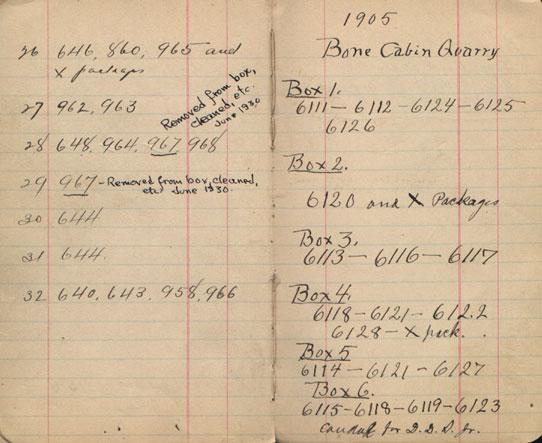 26 646, 860, 965 and
X packages
27 962, 963
Removed from box,
cleaned, etc.
June 1930
28 648, 964, 967 968
29 967 - Removed from box, cleaned,
etc June 1930.
30 644
31 644.
32 640, 643, 958, 966
1905
Bone Cabin Quarry
Box 1.
6111 - 6112 - 6124 - 6125
6126
Box 2.
6120 and X Packages
Box 3.
6113 - 6116 - 6117
Box 4.
6118 - 6121 - 6122
6128 - X pack.
Box 5
6114 - 6121 - 6127
Box 6.
6115 - 6118 - 6119 - 6123
for D.D.D. Jr.